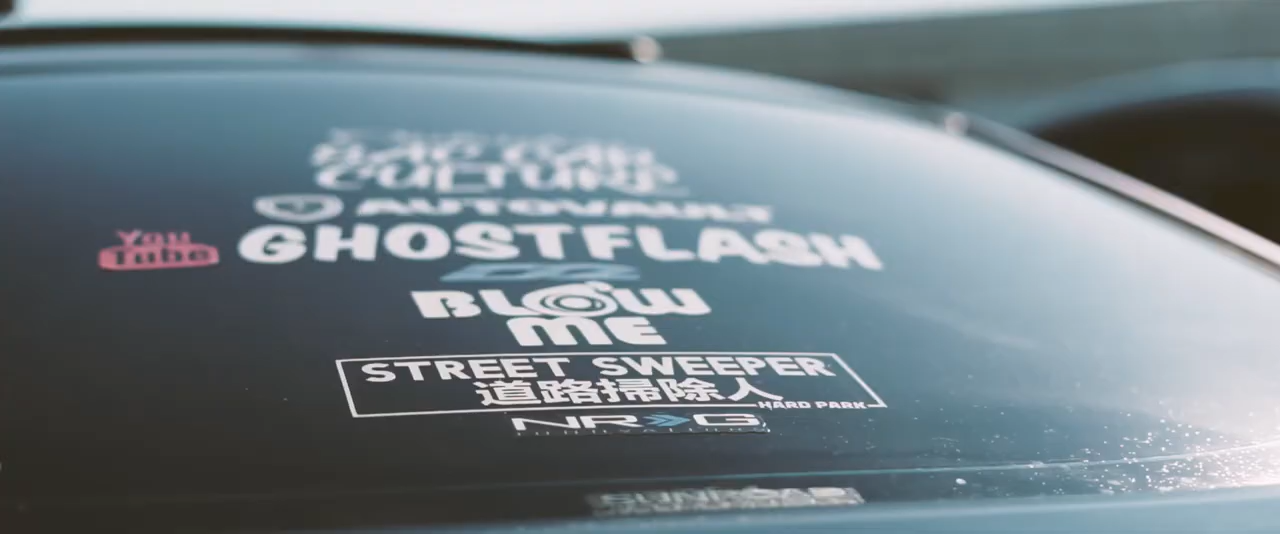 CULTURE
AUTOVAULT
You
Tube
GHOSTFLASH
BLOW
ME
STREET SWEEPER
道路掃除人
HARD PARK
NRG